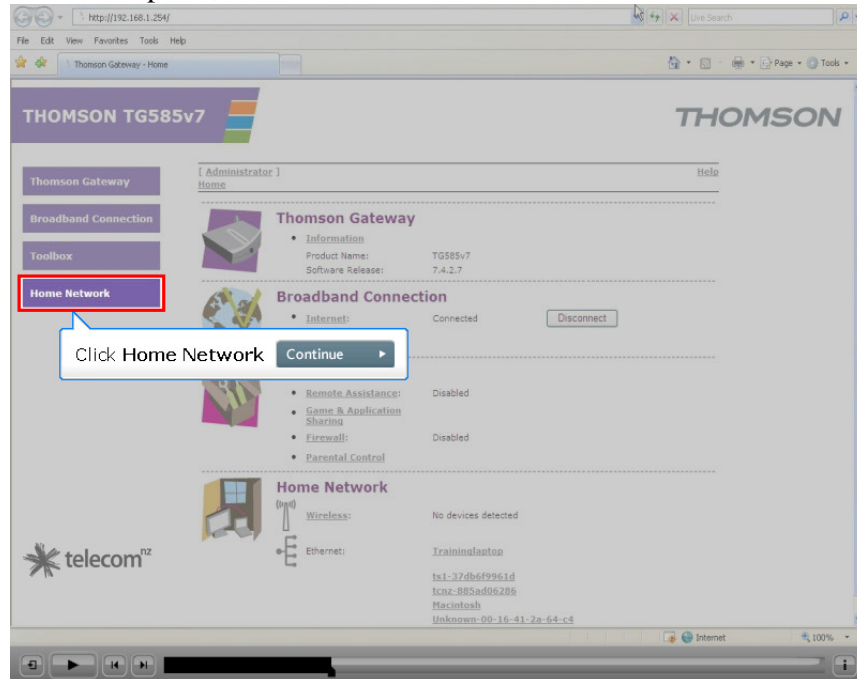 http://192.168.1.254/
Live Search
File Edit View Favorites Tools Help
Thomson Gateway - Home
Page Tools
THOMSON TG585v7
THOMSON
[ Administrator ]
Help
Home
Thomson Gateway
Broadband Connection
Toolbox
Home Network
Thomson Gateway
Information
Product Name: TG585v7
Software Release: 7.4.2.7
Broadband Connection
Internet: Connected Disconnect
Click Home Network Continue
Remote Assistance: Disabled
Game & Application
Sharing
Firewall: Disabled
Parental Control
Home Network
Wireless: No devices detected
Ethernet: Traininglaptop
ts1-37db6f9961d
tcnz-885ad06286
Macintosh
Unknown-00-16-41-2a-64-c4
telecom nz
Internet 100%